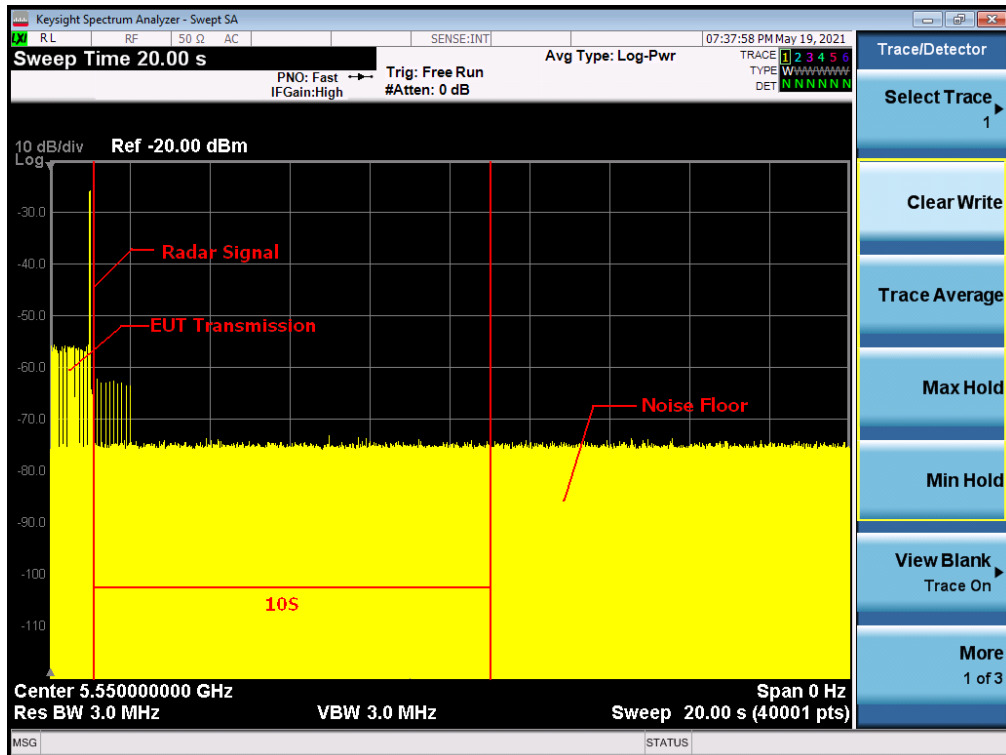 Keysight Spectrum Analyzer - Swept SA
LXI RL RF 50 Ω AC SENSE:INT 07:37:58 PM May 19, 2021
Sweep Time 20.00 s
PNO: Fast
IFGain:High
Trig: Free Run
#Atten: 0 dB
Avg Type: Log-Pwr
TRACE 1 2 3 4 5 6
TYPE WWWWWW
DET N N N N N N
10 dB/div Ref -20.00 dBm
Log
-30.0
-40.0
-50.0
-60.0
-70.0
-80.0
-90.0
-100
-110
Radar Signal
EUT Transmission
Noise Floor
10S
Center 5.550000000 GHz Span 0 Hz
Res BW 3.0 MHz VBW 3.0 MHz Sweep 20.00 s (40001 pts)
MSG STATUS
Trace/Detector
Select Trace
1
Clear Write
Trace Average
Max Hold
Min Hold
View Blank
Trace On
More
1 of 3